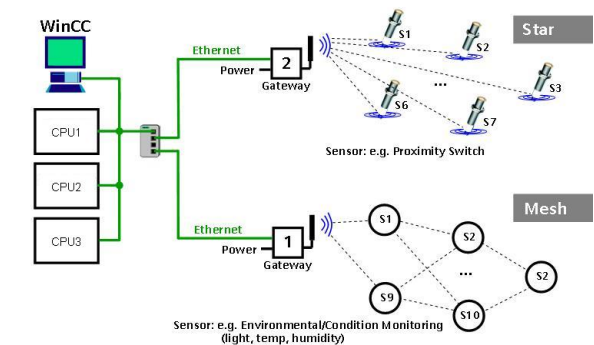 WinCC
Star
Ethernet
Power
2
Gateway
S1
S2
S3
...
S6
S7
Sensor: e.g. Proximity Switch
CPU1
CPU2
CPU3
Mesh
Ethernet
Power
1
Gateway
S1
S2
...
S2
S9
S10
Sensor: e.g. Environmental/Condition Monitoring
(light, temp, humidity)